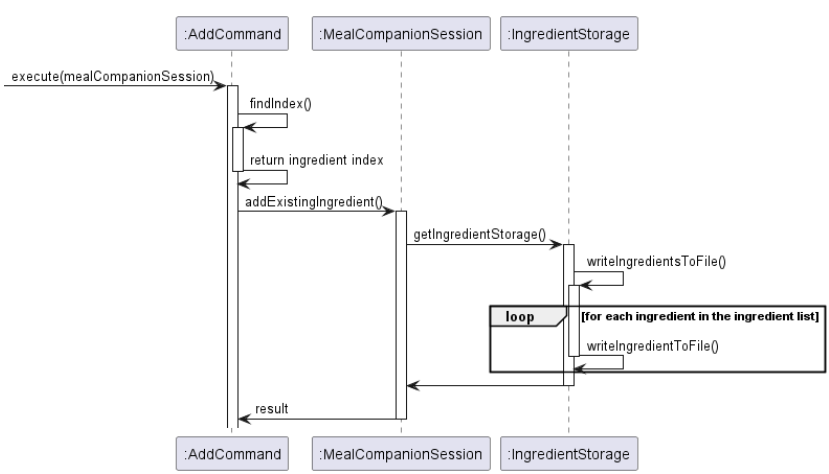 :AddCommand :MealCompanionSession :IngredientStorage
execute(mealCompanionSession)
findIndex()
return ingredient index
addExistingIngredient()
getIngredientStorage()
writeIngredientsToFile()
loop [for each ingredient in the ingredient list]
writeIngredientToFile()
result
:AddCommand :MealCompanionSession :IngredientStorage